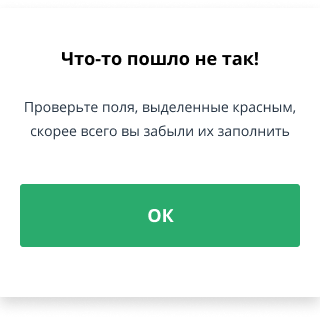 Что-то пошло не так!
Проверьте поля, выделенные красным,
скорее всего вы забыли их заполнить
ОК